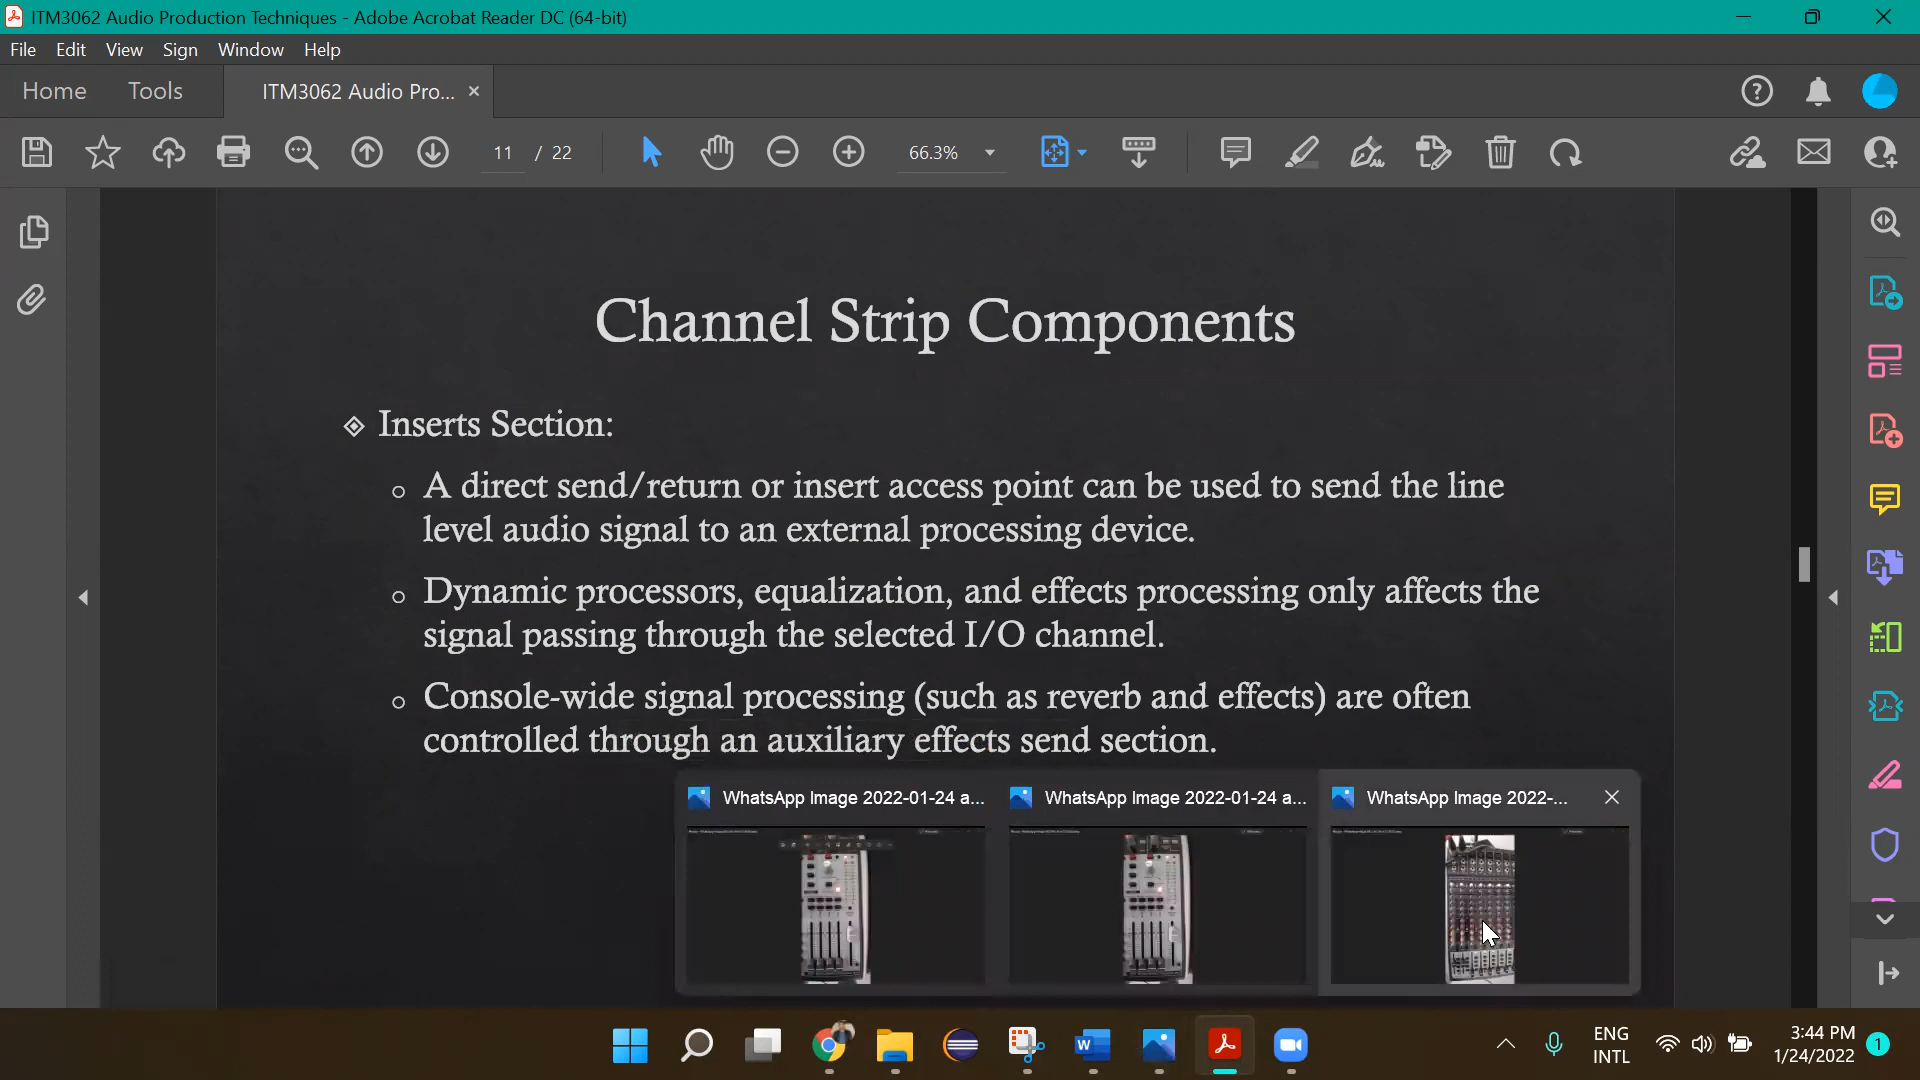 ITM3062 Audio Production Techniques - Adobe Acrobat Reader DC (64-bit)
File Edit View Sign Window Help
Home Tools ITM3062 Audio Pro... ×
11 / 22 66.3%
Channel Strip Components
Inserts Section:
A direct send/return or insert access point can be used to send the line
level audio signal to an external processing device.
Dynamic processors, equalization, and effects processing only affects the
signal passing through the selected I/O channel.
Console-wide signal processing (such as reverb and effects) are often
controlled through an auxiliary effects send section.
WhatsApp Image 2022-01-24 a... WhatsApp Image 2022-01-24 a... WhatsApp Image 2022-...
ENG
INTL
3:44 PM
1/24/2022
1